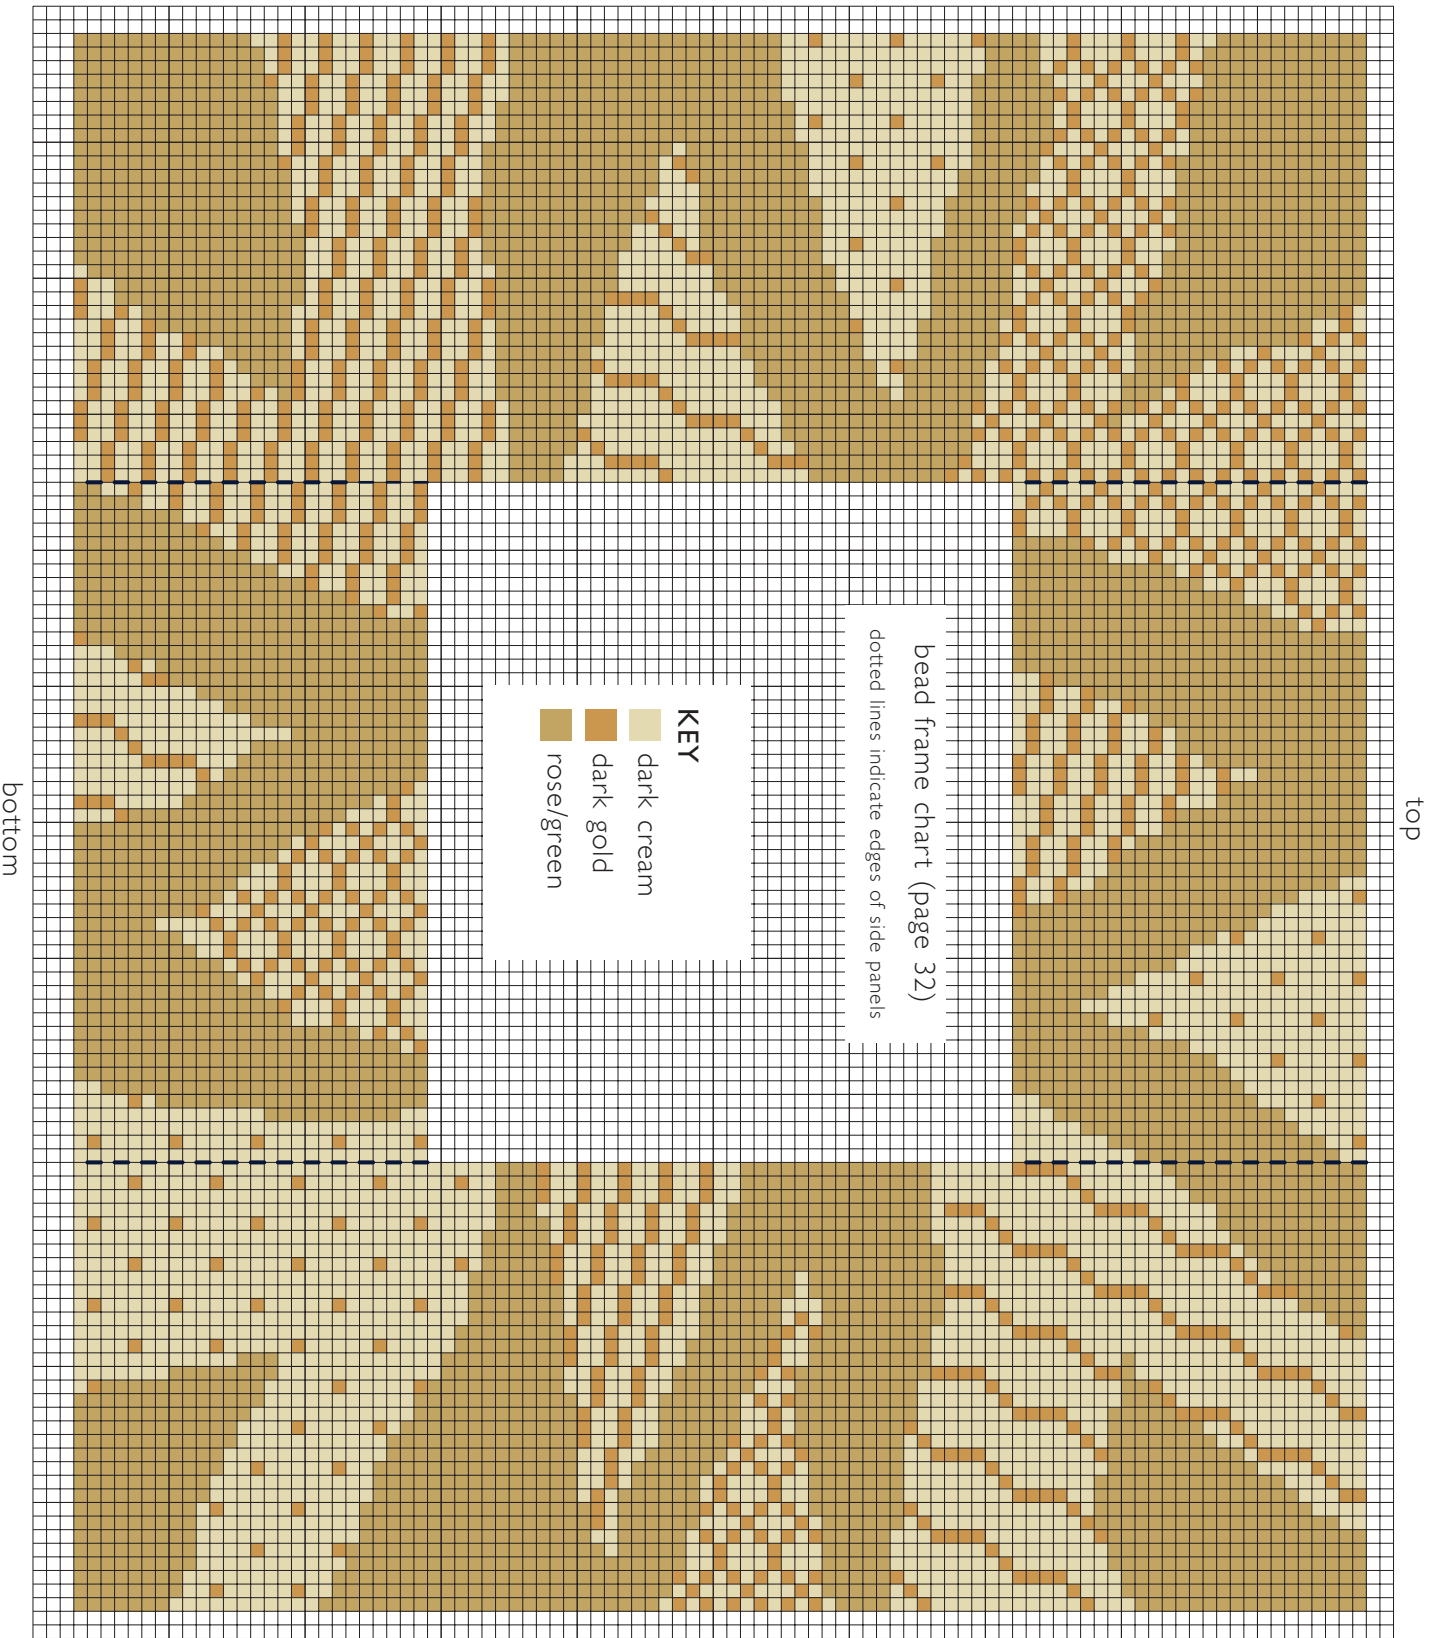 top
bead frame chart (page 32)
dotted lines indicate edges of side panels
KEY
dark cream
dark gold
rose/green
bottom